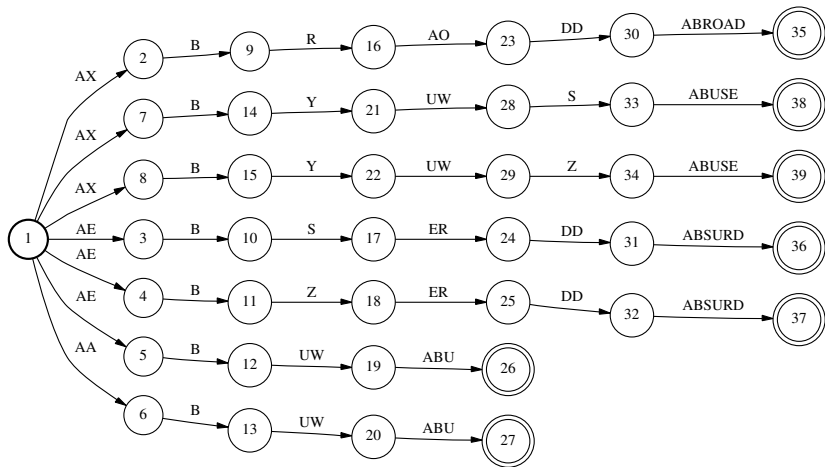 AX 2 B 9 R 16 AO 23 DD 30 ABROAD 35
AX 7 B 14 Y 21 UW 28 S 33 ABUSE 38
AX 8 B 15 Y 22 UW 29 Z 34 ABUSE 39
1 AE 3 B 10 S 17 ER 24 DD 31 ABSURD 36
AE 4 B 11 Z 18 ER 25 DD 32 ABSURD 37
AE 5 B 12 UW 19 ABU 26
AA 6 B 13 UW 20 ABU 27